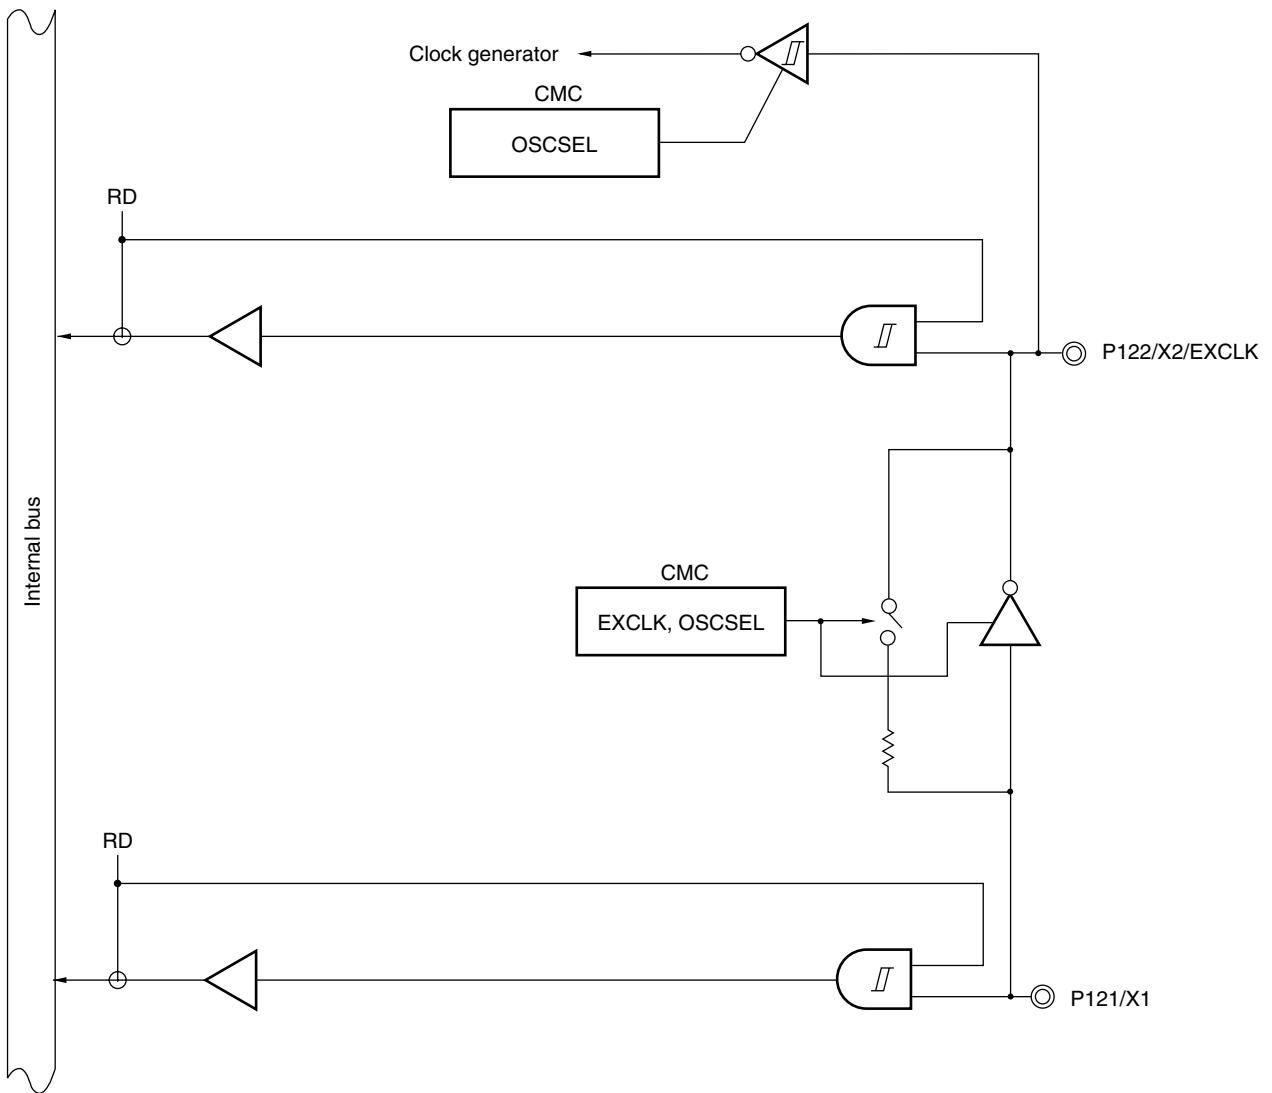 Clock generator
CMC
OSCSEL
RD
P122/X2/EXCLK
Internal bus
CMC
EXCLK, OSCSEL
RD
P121/X1